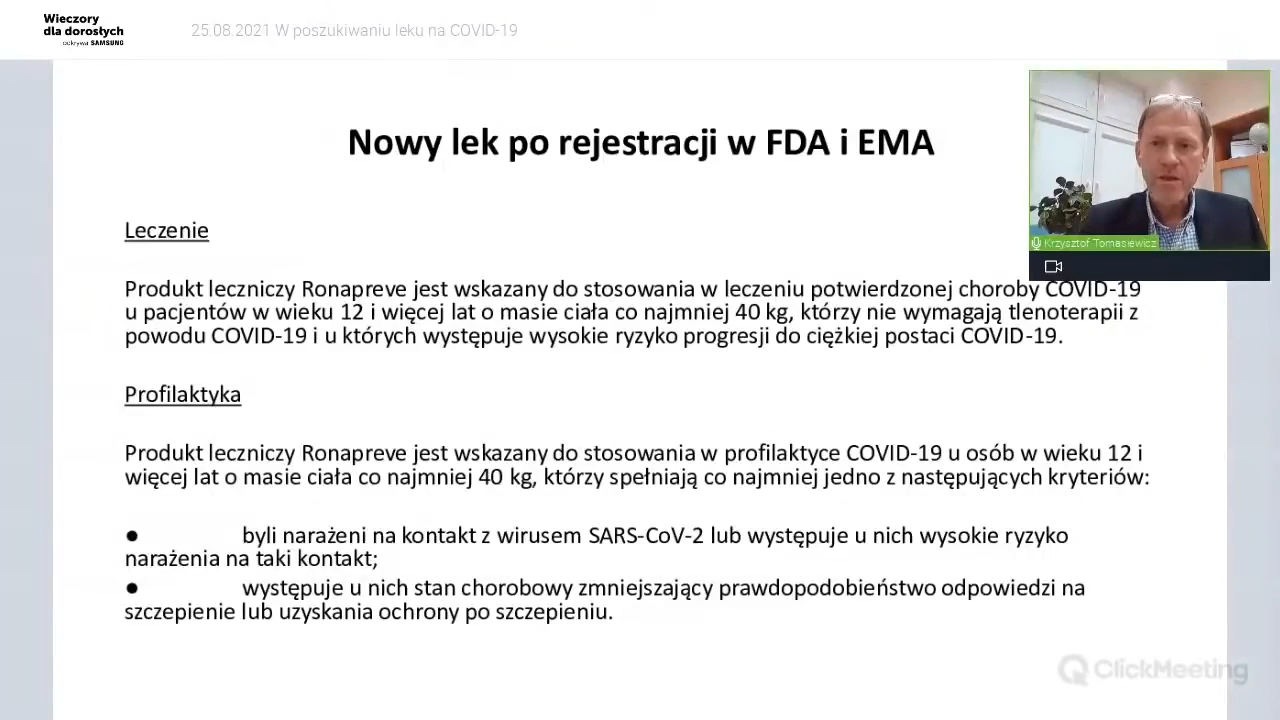 Wieczory
dla dorosłych
odkrywa SAMSUNG
25.08.2021 W poszukiwaniu leku na COVID-19
Nowy lek po rejestracji w FDA i EMA
Krzysztof Tomasiewicz
Leczenie
Produkt leczniczy Ronapreve jest wskazany do stosowania w leczeniu potwierdzonej choroby COVID-19
u pacjentów w wieku 12 i więcej lat o masie ciała co najmniej 40 kg, którzy nie wymagają tlenoterapii z
powodu COVID-19 i u których występuje wysokie ryzyko progresji do ciężkiej postaci COVID-19.
Profilaktyka
Produkt leczniczy Ronapreve jest wskazany do stosowania w profilaktyce COVID-19 u osób w wieku 12 i
więcej lat o masie ciała co najmniej 40 kg, którzy spełniają co najmniej jedno z następujących kryteriów:
● byli narażeni na kontakt z wirusem SARS-CoV-2 lub występuje u nich wysokie ryzyko
narażenia na taki kontakt;
● występuje u nich stan chorobowy zmniejszający prawdopodobieństwo odpowiedzi na
szczepienie lub uzyskania ochrony po szczepieniu.
ClickMeeting